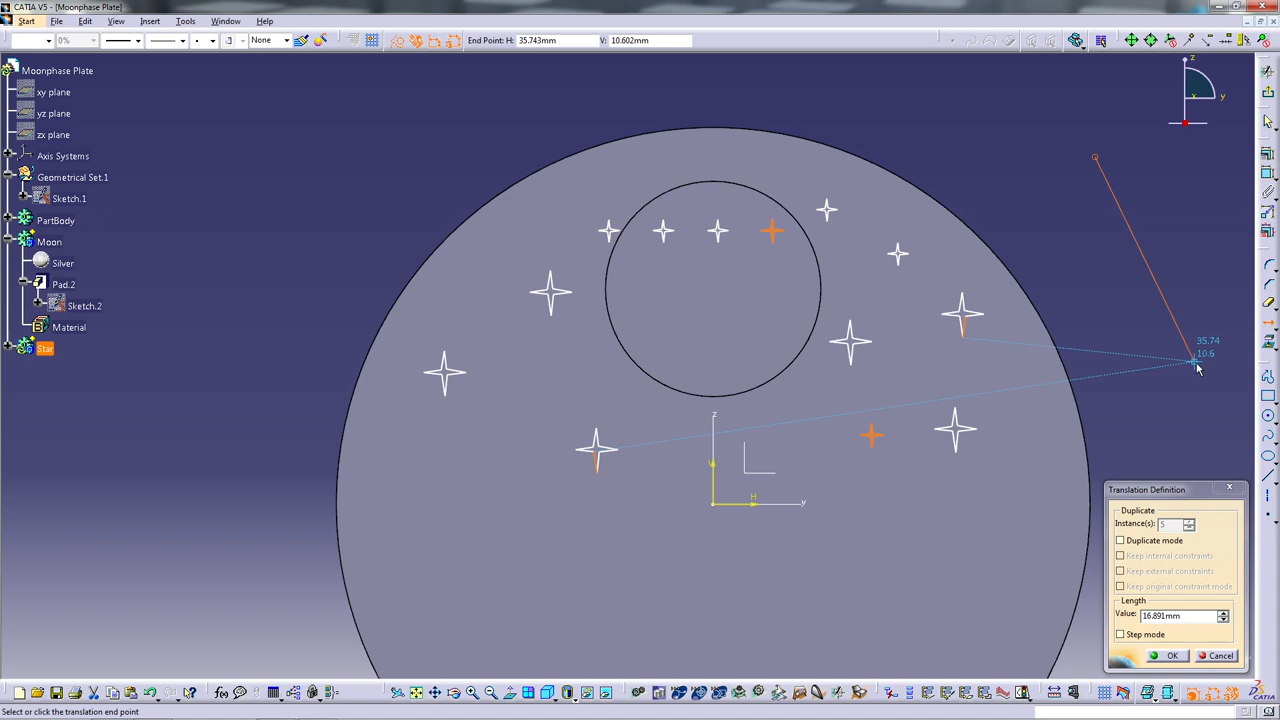 CATIA V5 - [Moonphase Plate]
Start File Edit View Insert Tools Window Help
0% None End Point: H: 35.743mm V: 10.602mm
Moonphase Plate
xy plane
yz plane
zx plane
Axis Systems
Geometrical Set.1
Sketch.1
PartBody
Moon
Silver
Pad.2
Sketch.2
Material
Star
z
x
y
35.74
10.6
z
V
H
y
Translation Definition
Duplicate
Instance(s): 5
Duplicate mode
Keep internal constraints
Keep external constraints
Keep original constraint mode
Length
Value: 16.891mm
Step mode
OK Cancel
f(x)
CATIA
Select or click the translation end point